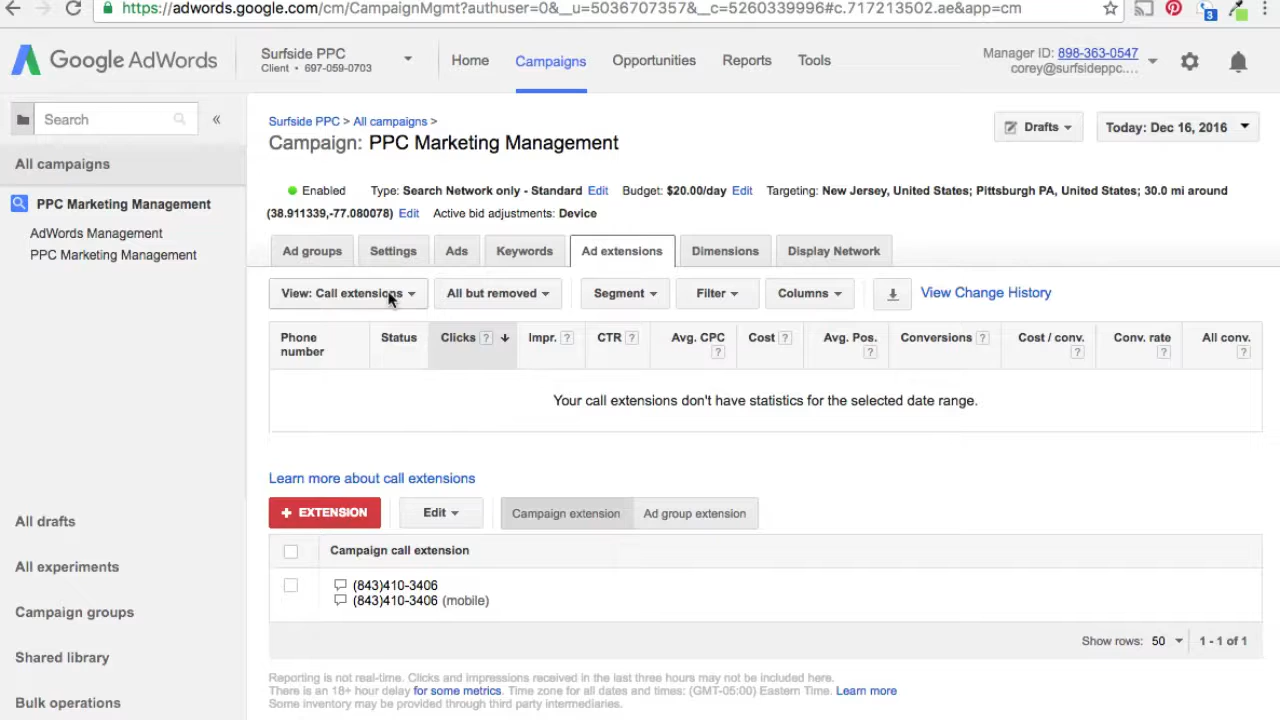 https://adwords.google.com/cm/CampaignMgmt?authuser=0&__u=5036707357&__c=5260339996#c.717213502.ae&app=cm
3
Google AdWords
Surfside PPC
Client • 697-059-0703
Home
Campaigns
Opportunities
Reports
Tools
Manager ID: 898-363-0547
corey@surfsideppc....
Search
«
All campaigns
PPC Marketing Management
AdWords Management
PPC Marketing Management
All drafts
All experiments
Campaign groups
Shared library
Bulk operations
Surfside PPC > All campaigns >
Campaign: PPC Marketing Management
Drafts
Today: Dec 16, 2016
Enabled Type: Search Network only - Standard Edit Budget: $20.00/day Edit Targeting: New Jersey, United States; Pittsburgh PA, United States; 30.0 mi around
(38.911339,-77.080078) Edit Active bid adjustments: Device
Ad groups
Settings
Ads
Keywords
Ad extensions
Dimensions
Display Network
View: Call extensions
All but removed
Segment
Filter
Columns
View Change History
Phone number
Status
Clicks ?
Impr. ?
CTR ?
Avg. CPC ?
Cost ?
Avg. Pos. ?
Conversions ?
Cost / conv. ?
Conv. rate ?
All conv. ?
Your call extensions don't have statistics for the selected date range.
Learn more about call extensions
+ EXTENSION
Edit
Campaign extension
Ad group extension
Campaign call extension
(843)410-3406
(843)410-3406 (mobile)
Show rows: 50
1 - 1 of 1
Reporting is not real-time. Clicks and impressions received in the last three hours may not be included here.
There is an 18+ hour delay for some metrics. Time zone for all dates and times: (GMT-05:00) Eastern Time. Learn more
Some inventory may be provided through third party intermediaries.